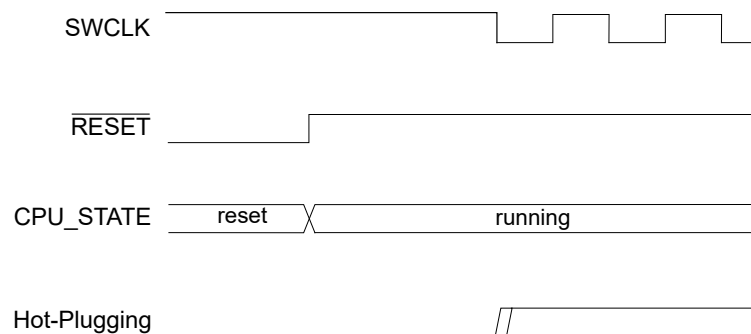 SWCLK
RESET
CPU_STATE reset running
Hot-Plugging